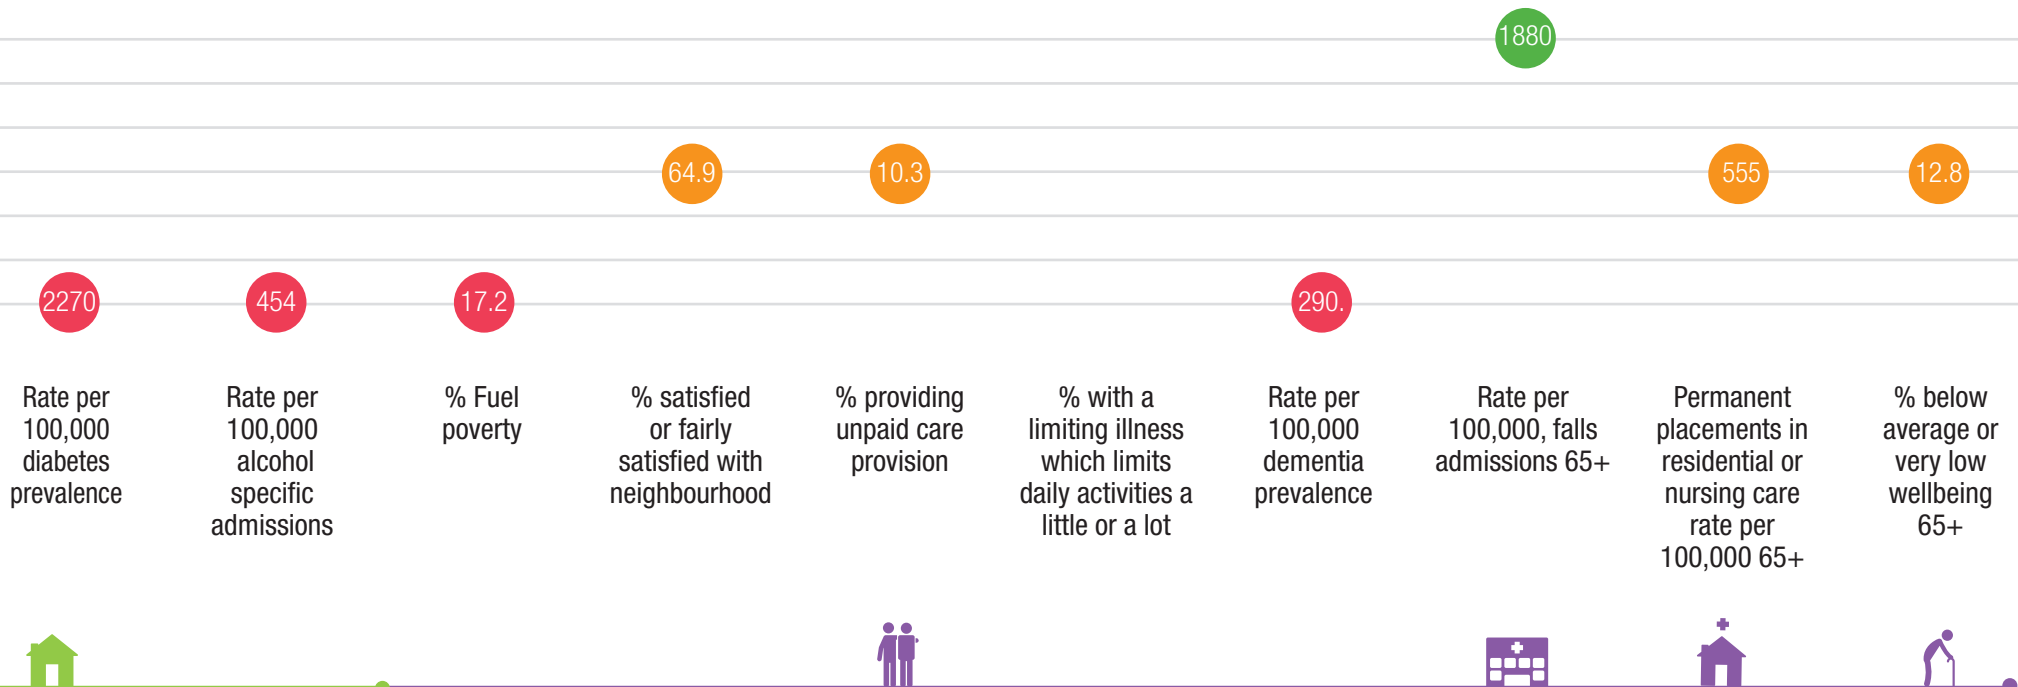 1880
64.9
10.3
555
12.8
2270
454
17.2
290.
Rate per
100,000
diabetes
prevalence
Rate per
100,000
alcohol
specific
admissions
% Fuel
poverty
% satisfied
or fairly
satisfied with
neighbourhood
% providing
unpaid care
provision
% with a
limiting illness
which limits
daily activities a
little or a lot
Rate per
100,000
dementia
prevalence
Rate per
100,000, falls
admissions 65+
Permanent
placements in
residential or
nursing care
rate per
100,000 65+
% below
average or
very low
wellbeing
65+